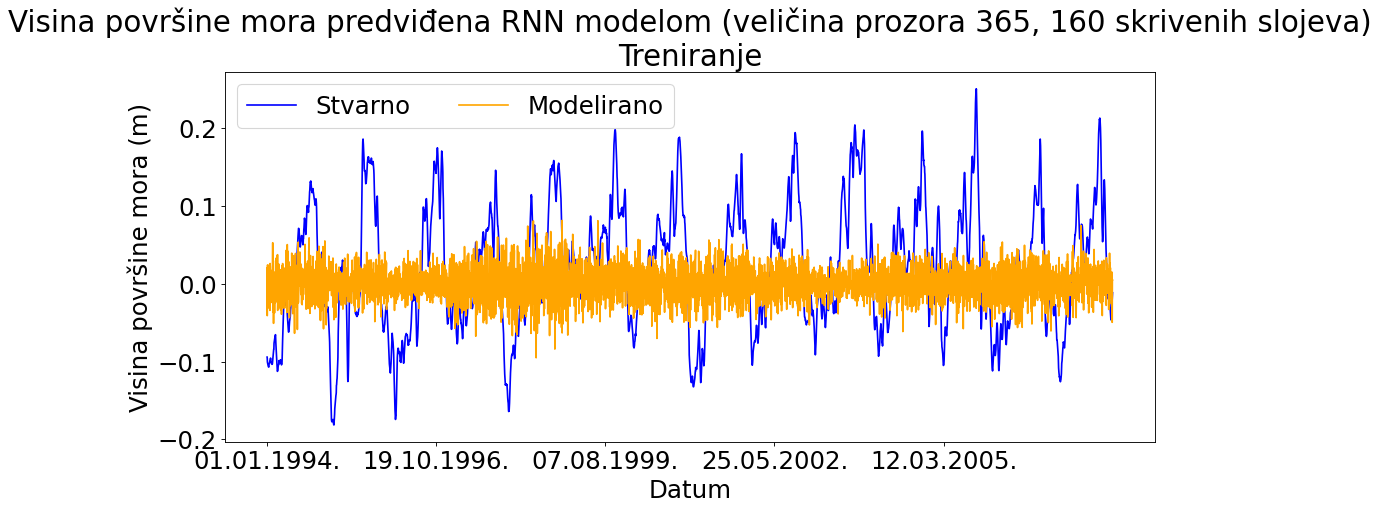 Visina površine mora predviđena RNN modelom (veličina prozora 365, 160 skrivenih slojeva)
Treniranje
Stvarno Modelirano
Visina površine mora (m)
0.2
0.1
0.0
−0.1
−0.2
01.01.1994. 19.10.1996. 07.08.1999. 25.05.2002. 12.03.2005.
Datum